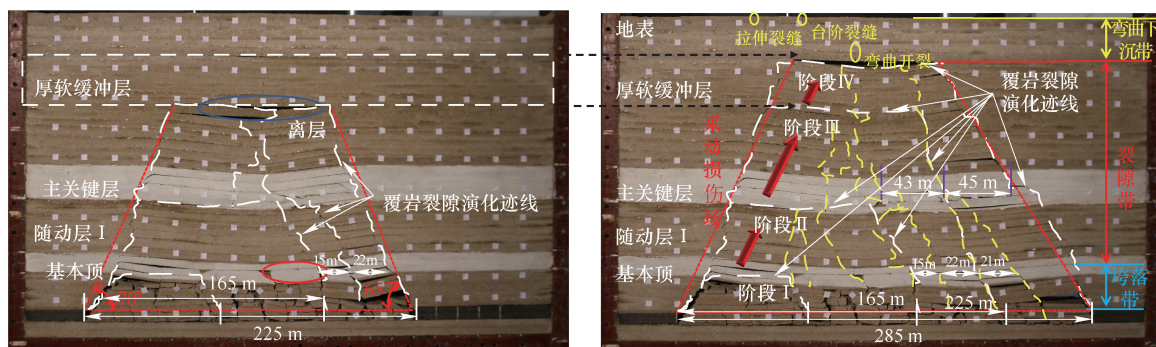 厚软缓冲层
离层
主关键层
覆岩裂隙演化迹线
随动层Ⅰ
基本顶
15m
22m
165 m
225 m
地表
拉伸裂缝
台阶裂缝
弯曲开裂
弯曲下
沉带
厚软缓冲层
阶段Ⅳ
覆岩裂隙
演化迹线
阶段Ⅲ
采动损伤场
裂隙带
主关键层
43 m
45 m
随动层Ⅰ
阶段Ⅱ
基本顶
15m
22m
21m
垮落
带
阶段Ⅰ
165 m
225 m
285 m